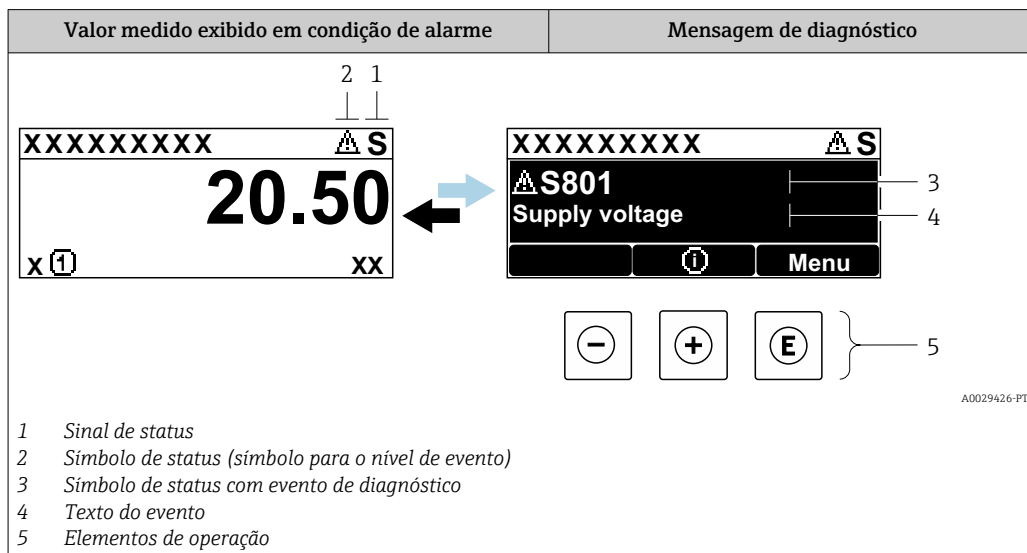 Valor medido exibido em condição de alarme Mensagem de diagnóstico
2 1
XXXXXXXXX S
20.50
X 1 XX
XXXXXXXXX S
S801 3
Supply voltage 4
i Menu
− + E 5
A0029426-PT
1 Sinal de status
2 Símbolo de status (símbolo para o nível de evento)
3 Símbolo de status com evento de diagnóstico
4 Texto do evento
5 Elementos de operação